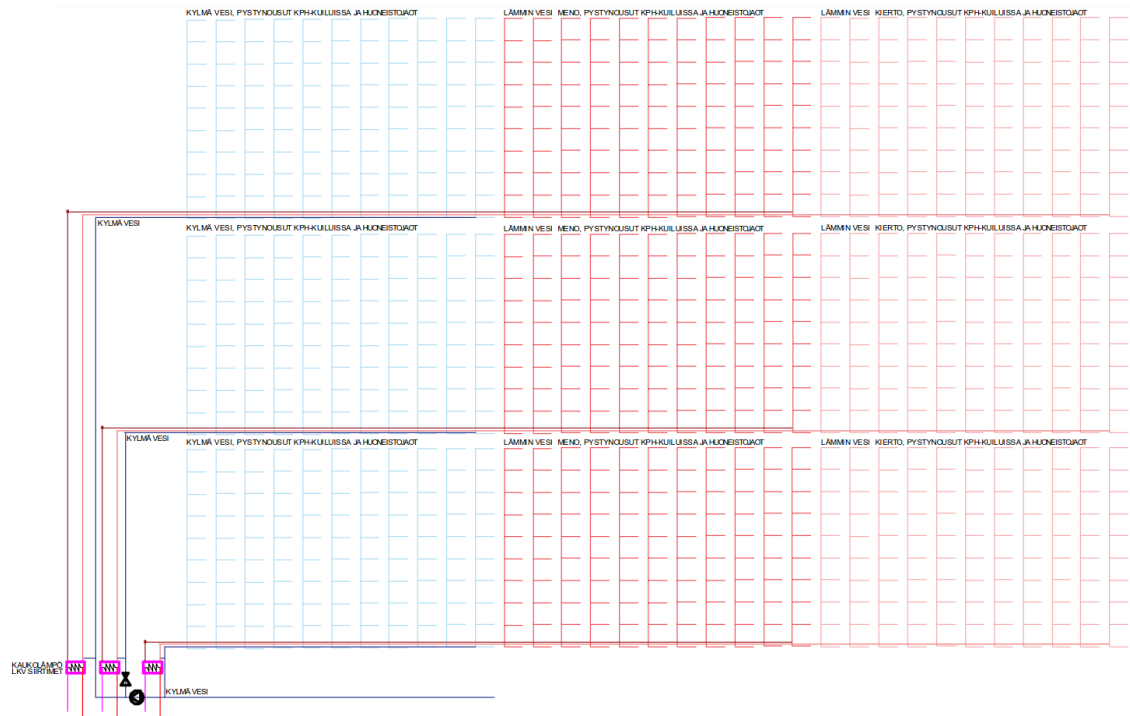 KYLMÄ VESI, PYSTYNOUSUT KPH-KUILUISSA JA HUONEISTOJAOT
LÄMMIN VESI MENO, PYSTYNOUSUT KPH-KUILUISSA JA HUONEISTOJAOT
LÄMMIN VESI KIERTO, PYSTYNOUSUT KPH-KUILUISSA JA HUONEISTOJAOT
KYLMÄ VESI
KYLMÄ VESI, PYSTYNOUSUT KPH-KUILUISSA JA HUONEISTOJAOT
LÄMMIN VESI MENO, PYSTYNOUSUT KPH-KUILUISSA JA HUONEISTOJAOT
LÄMMIN VESI KIERTO, PYSTYNOUSUT KPH-KUILUISSA JA HUONEISTOJAOT
KYLMÄ VESI
KYLMÄ VESI, PYSTYNOUSUT KPH-KUILUISSA JA HUONEISTOJAOT
LÄMMIN VESI MENO, PYSTYNOUSUT KPH-KUILUISSA JA HUONEISTOJAOT
LÄMMIN VESI KIERTO, PYSTYNOUSUT KPH-KUILUISSA JA HUONEISTOJAOT
KAUKOLÄMPÖ
LKV SIIRTIMET
KYLMÄ VESI